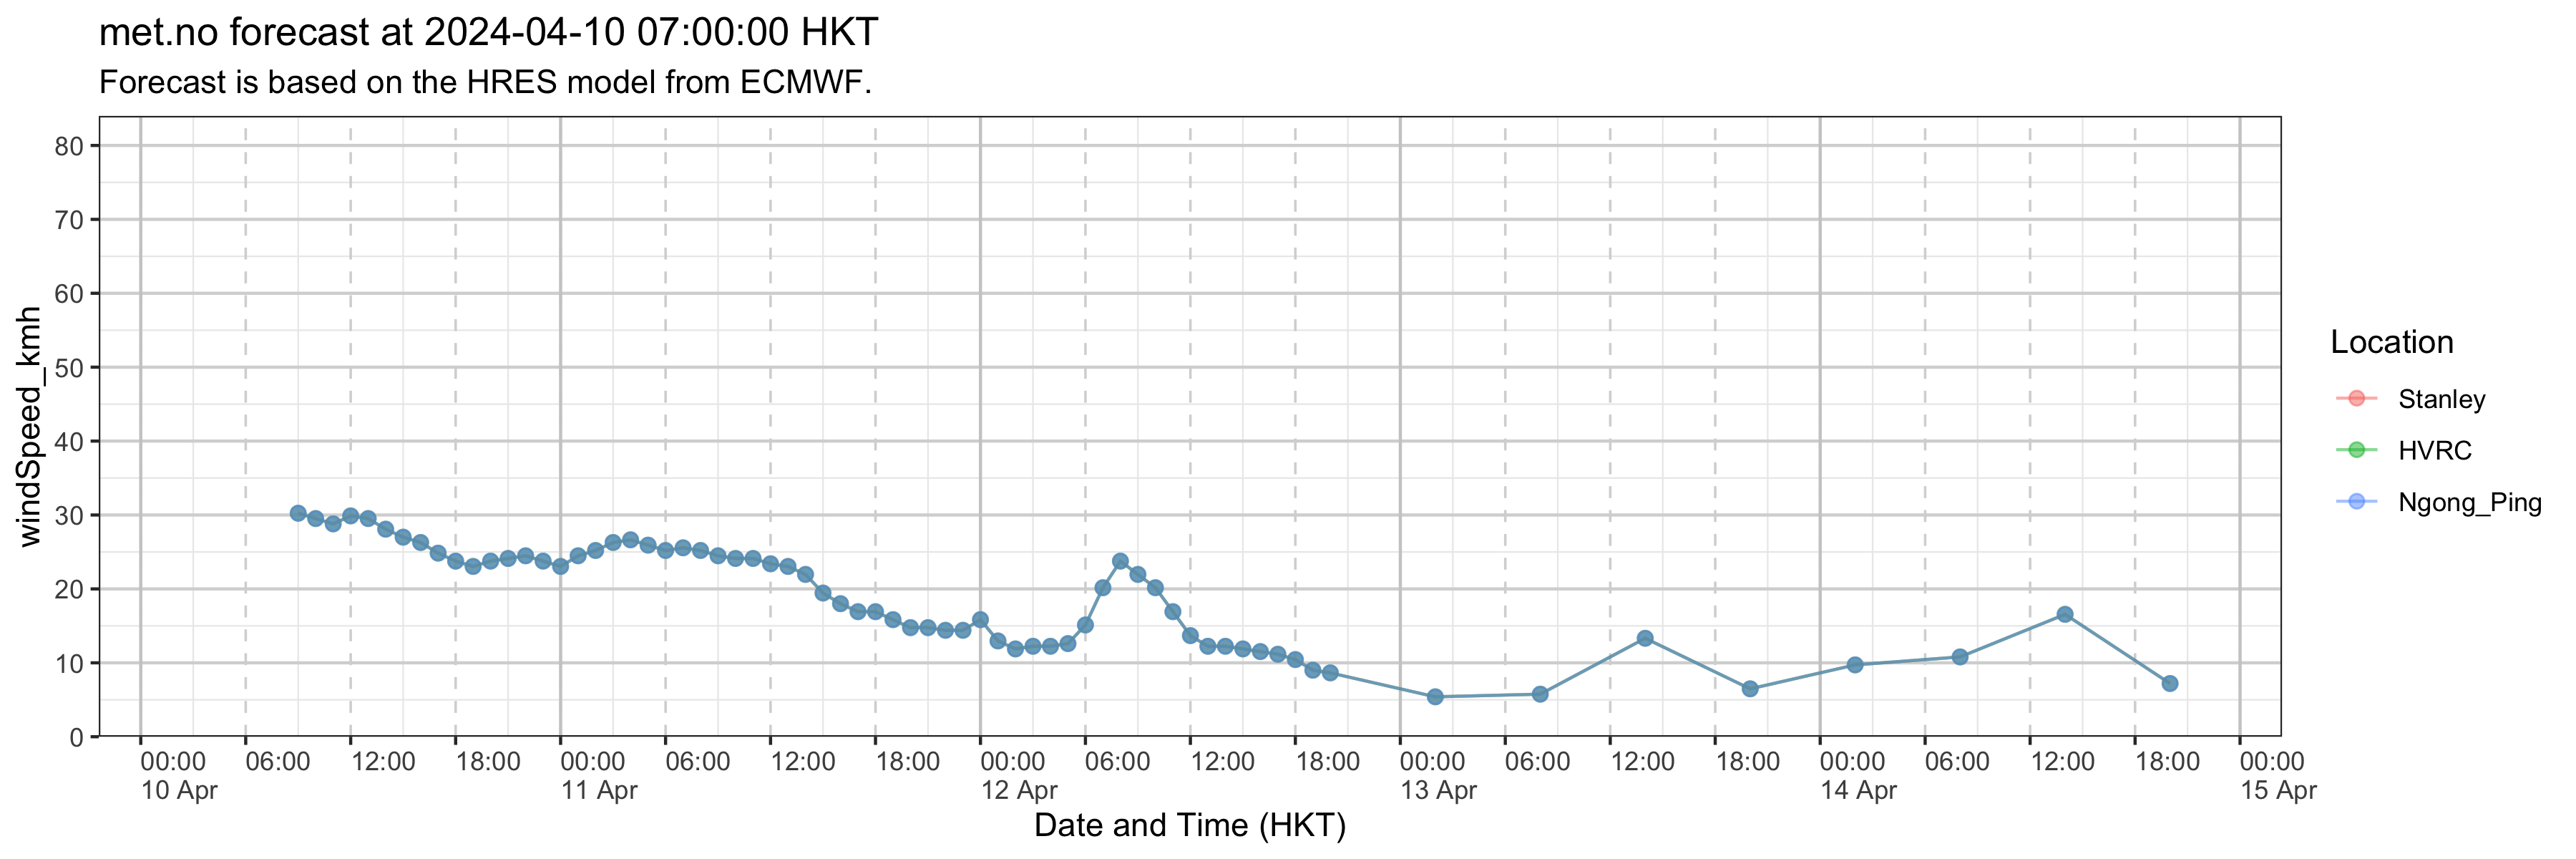 met.no forecast at 2024-04-10 07:00:00 HKT
Forecast is based on the HRES model from ECMWF.
windSpeed_kmh
80
70
60
50
40
30
20
10
0
00:00 06:00 12:00 18:00 00:00 06:00 12:00 18:00 00:00 06:00 12:00 18:00 00:00 06:00 12:00 18:00 00:00 06:00 12:00 18:00 00:00
10 Apr 11 Apr 12 Apr 13 Apr 14 Apr 15 Apr
Date and Time (HKT)
Location
Stanley
HVRC
Ngong_Ping